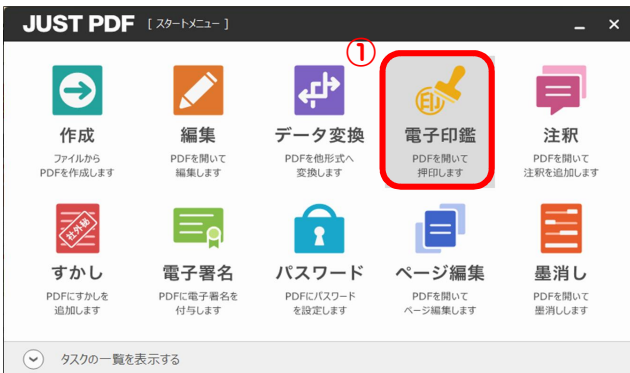 JUST PDF [ スタートメニュー ]
①
作成
ファイルから
PDFを作成します
編集
PDFを開いて
編集します
データ変換
PDFを他形式へ
変換します
印
電子印鑑
PDFを開いて
押印します
注釈
PDFを開いて
注釈を追加します
社外秘
すかし
PDFにすかしを
追加します
電子署名
PDFに電子署名を
付与します
パスワード
PDFにパスワード
を設定します
ページ編集
PDFを開いて
ページ編集します
墨消し
PDFを開いて
墨消しします
タスクの一覧を表示する